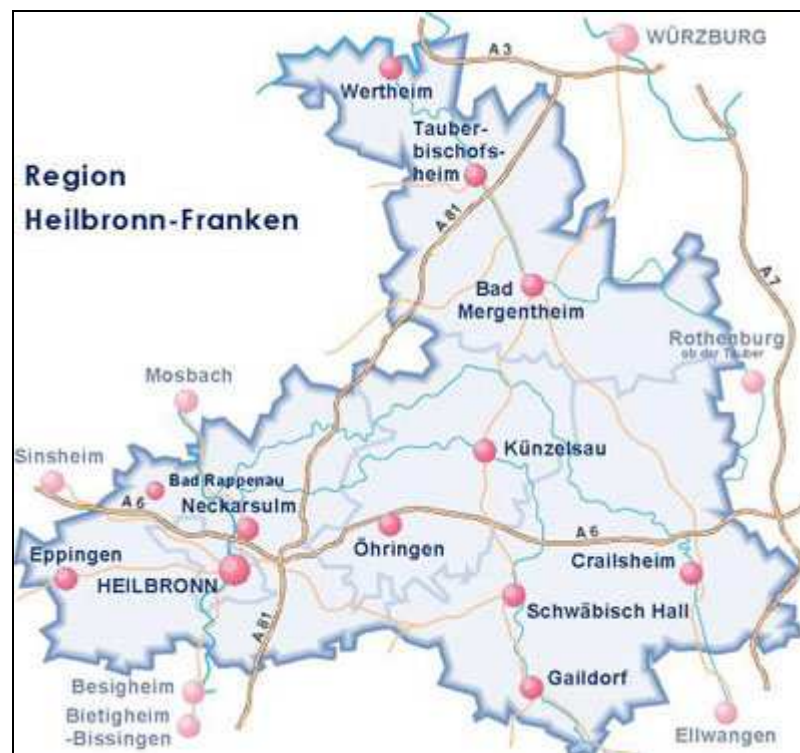 A 3
WÜRZBURG
Wertheim
Tauber-
bischofs-
heim
Region
Heilbronn-Franken
A 81
A 7
Bad
Mergentheim
Rothenburg
ob der Tauber
Mosbach
Sinsheim
Bad Rappenau
Künzelsau
A 6
Neckarsulm
Öhringen
A 6
Eppingen
HEILBRONN
Crailsheim
Schwäbisch Hall
A 81
Besigheim
Gaildorf
Bietigheim
-Bissingen
Ellwangen